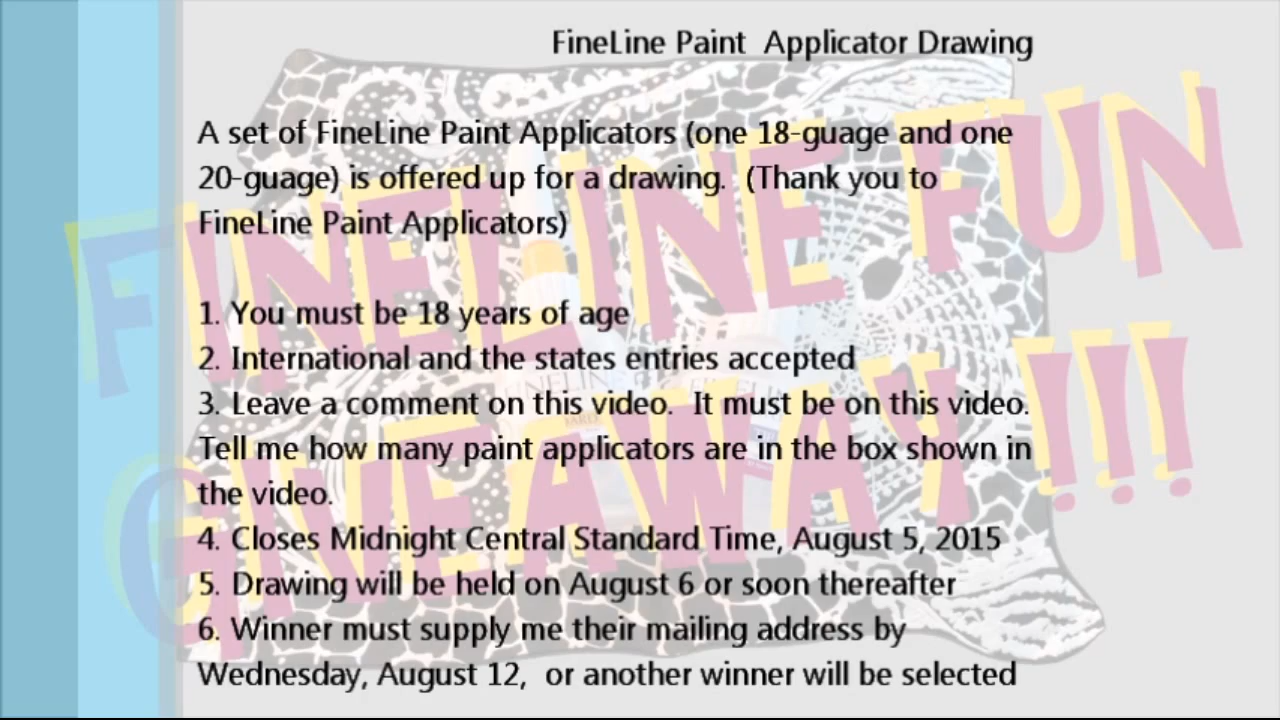 FineLine Paint  Applicator Drawing
A set of FineLine Paint Applicators (one 18-guage and one
20-guage) is offered up for a drawing.  (Thank you to
FineLine Paint Applicators)
1. You must be 18 years of age
2. International and the states entries accepted
3. Leave a comment on this video.  It must be on this video.
Tell me how many paint applicators are in the box shown in
the video.
4. Closes Midnight Central Standard Time, August 5, 2015
5. Drawing will be held on August 6 or soon thereafter
6. Winner must supply me their mailing address by
Wednesday, August 12,  or another winner will be selected
FINELINE FUN
GIVEAWAY !!!